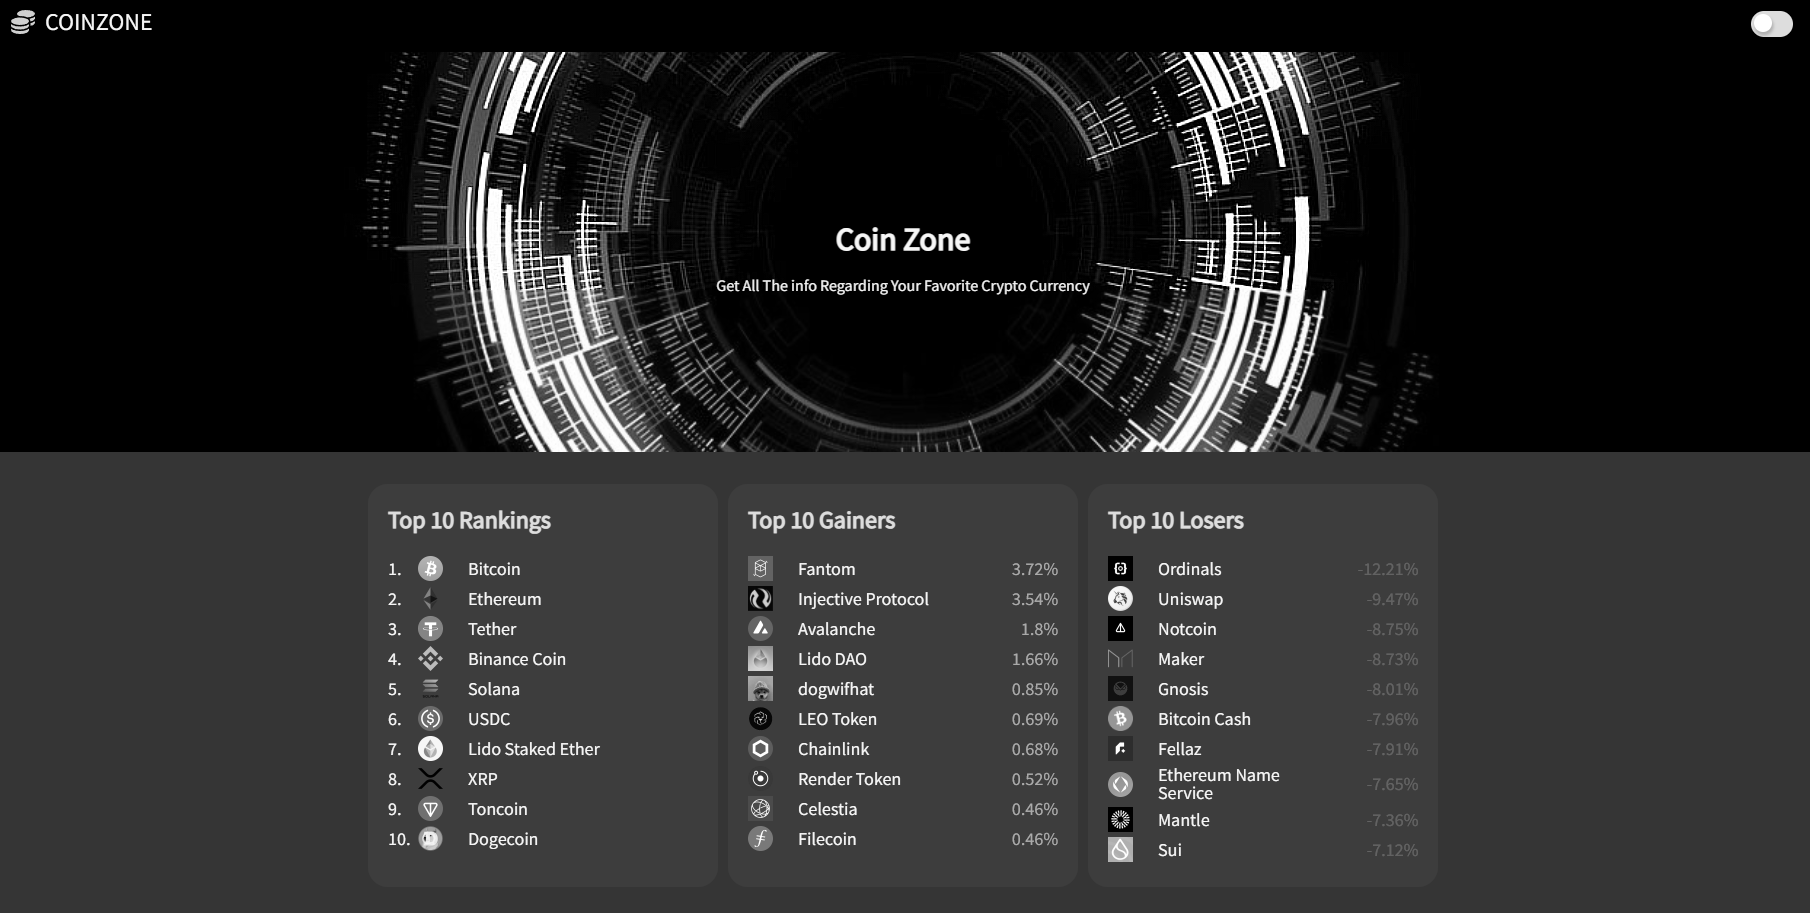 COINZONE
Coin Zone
Get All The info Regarding Your Favorite Crypto Currency
Top 10 Rankings
1. Bitcoin
2. Ethereum
3. Tether
4. Binance Coin
5. Solana
6. USDC
7. Lido Staked Ether
8. XRP
9. Toncoin
10. Dogecoin
Top 10 Gainers
Fantom 3.72%
Injective Protocol 3.54%
Avalanche 1.8%
Lido DAO 1.66%
dogwifhat 0.85%
LEO Token 0.69%
Chainlink 0.68%
Render Token 0.52%
Celestia 0.46%
Filecoin 0.46%
Top 10 Losers
Ordinals -12.21%
Uniswap -9.47%
Notcoin -8.75%
Maker -8.73%
Gnosis -8.01%
Bitcoin Cash -7.96%
Fellaz -7.91%
Ethereum Name
Service -7.65%
Mantle -7.36%
Sui -7.12%